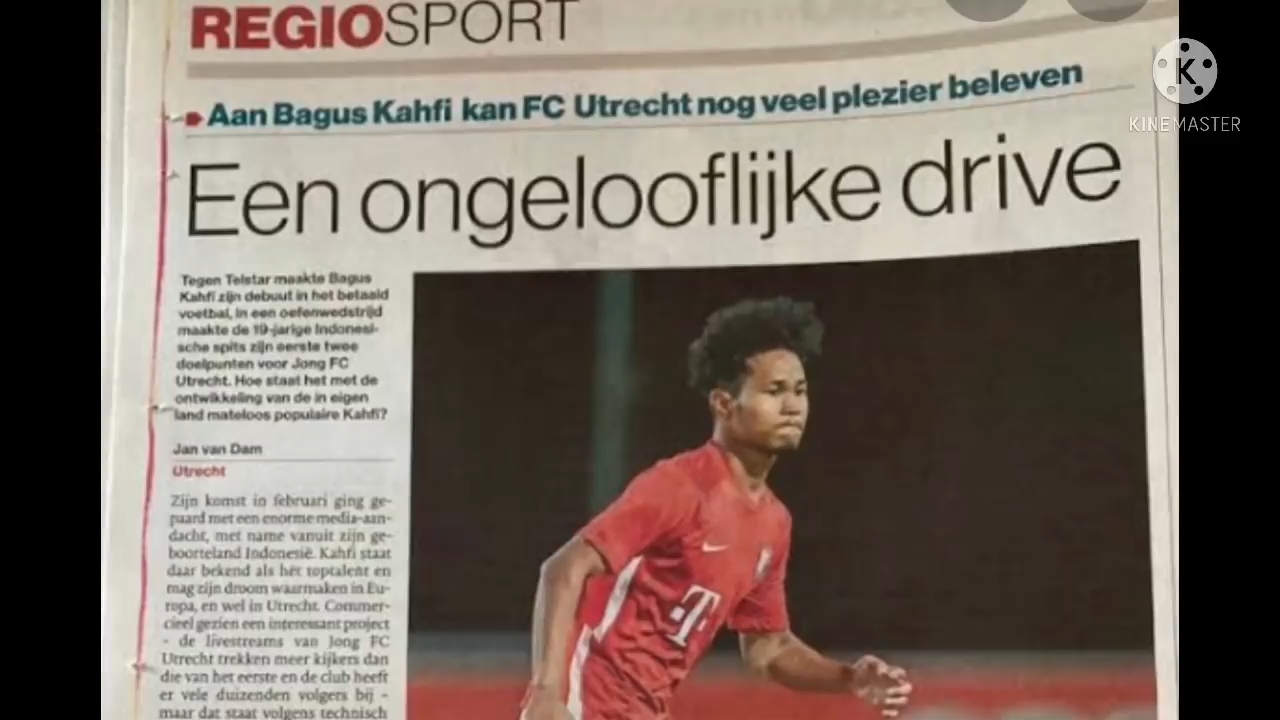 REGIOSPORT
Aan Bagus Kahfi kan FC Utrecht nog veel plezier beleven
Een ongelooflijke drive
Tegen Telstar maakte Bagus
Kahfi zijn debuut in het betaald
voetbal, in een oefenwedstrijd
maakte de 19-jarige Indonesi-
sche spits zijn eerste twee
doelpunten voor Jong FC
Utrecht. Hoe staat het met de
ontwikkeling van de in eigen
land mateloos populaire Kahfi?
Jan van Dam
Utrecht
Zijn komst in februari ging ge-
paard met een enorme media-aan-
dacht, met name vanuit zijn ge-
boorteland Indonesië. Kahfi staat
daar bekend als hét toptalent en
mag zijn droom waarmaken in Eu-
ropa, en wel in Utrecht. Commer-
cieel gezien een interessant project
- de livestreams van Jong FC
Utrecht trekken meer kijkers dan
die van het eerste en de club heeft
er vele duizenden volgers bij -
maar dat staat volgens technisch
T
K
KINEMASTER